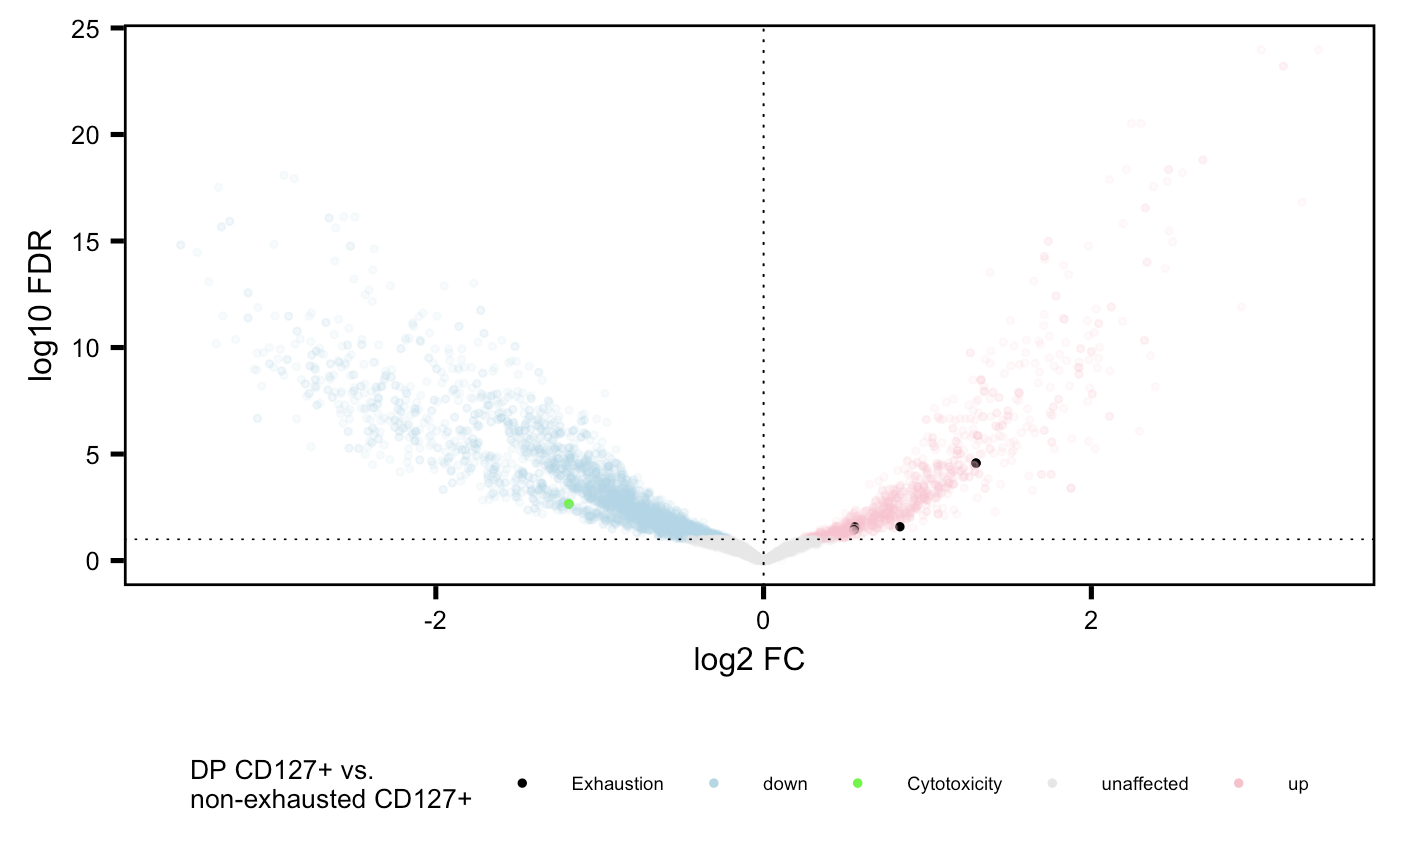 25
20
15
10
5
0
log10 FDR
-2 0 2
log2 FC
DP CD127+ vs.
non-exhausted CD127+
Exhaustion down Cytotoxicity unaffected up